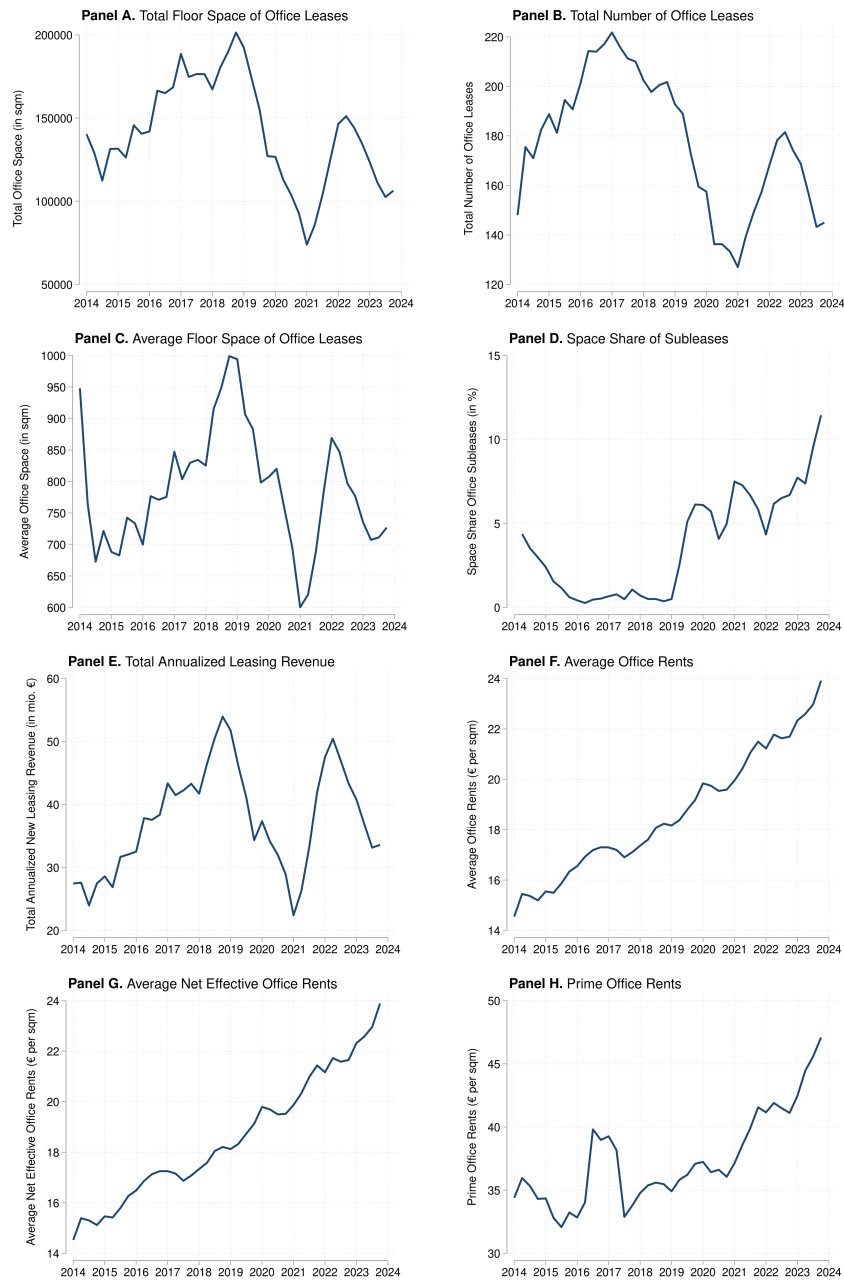 Panel A. Total Floor Space of Office Leases
Total Office Space (in sqm)
200000
150000
100000
50000
2014 2015 2016 2017 2018 2019 2020 2021 2022 2023 2024
Panel B. Total Number of Office Leases
Total Number of Office Leases
220
200
180
160
140
120
2014 2015 2016 2017 2018 2019 2020 2021 2022 2023 2024
Panel C. Average Floor Space of Office Leases
Average Office Space (in sqm)
1000
950
900
850
800
750
700
650
600
2014 2015 2016 2017 2018 2019 2020 2021 2022 2023 2024
Panel D. Space Share of Subleases
Space Share Office Subleases (in %)
15
10
5
0
2014 2015 2016 2017 2018 2019 2020 2021 2022 2023 2024
Panel E. Total Annualized Leasing Revenue
Total Annualized New Leasing Revenue (in mio. €)
60
50
40
30
20
2014 2015 2016 2017 2018 2019 2020 2021 2022 2023 2024
Panel F. Average Office Rents
Average Office Rents (€ per sqm)
24
22
20
18
16
14
2014 2015 2016 2017 2018 2019 2020 2021 2022 2023 2024
Panel G. Average Net Effective Office Rents
Average Net Effective Office Rents (€ per sqm)
24
22
20
18
16
14
2014 2015 2016 2017 2018 2019 2020 2021 2022 2023 2024
Panel H. Prime Office Rents
Prime Office Rents (€ per sqm)
50
45
40
35
30
2014 2015 2016 2017 2018 2019 2020 2021 2022 2023 2024